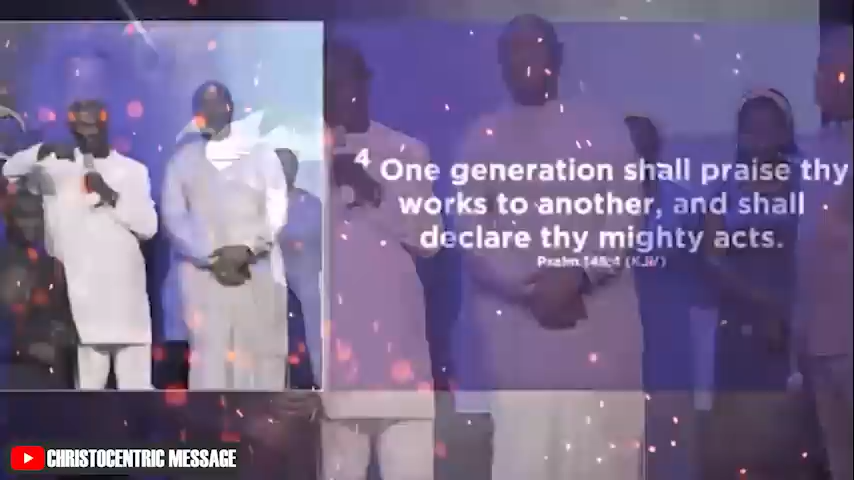 4 One generation shall praise thy
works to another, and shall
declare thy mighty acts.
Psalm 145:4 (KJV)
CHRISTOCENTRIC MESSAGE